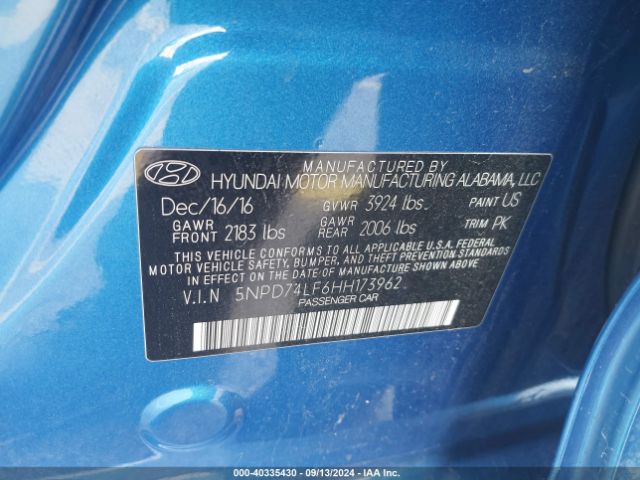 MANUFACTURED BY
HYUNDAI MOTOR MANUFACTURING ALABAMA, LLC
Dec/16/16 GVWR 3924 lbs. PAINT US
GAWR FRONT 2183 lbs GAWR REAR 2006 lbs TRIM PK
THIS VEHICLE CONFORMS TO ALL APPLICABLE U.S.A. FEDERAL
MOTOR VEHICLE SAFETY, BUMPER, AND THEFT PREVENTION STANDARDS
IN EFFECT ON THE DATE OF MANUFACTURE SHOWN ABOVE.
V.I.N 5NPD74LF6HH173962
PASSENGER CAR
000-40335430 - 09/13/2024 - IAA Inc.